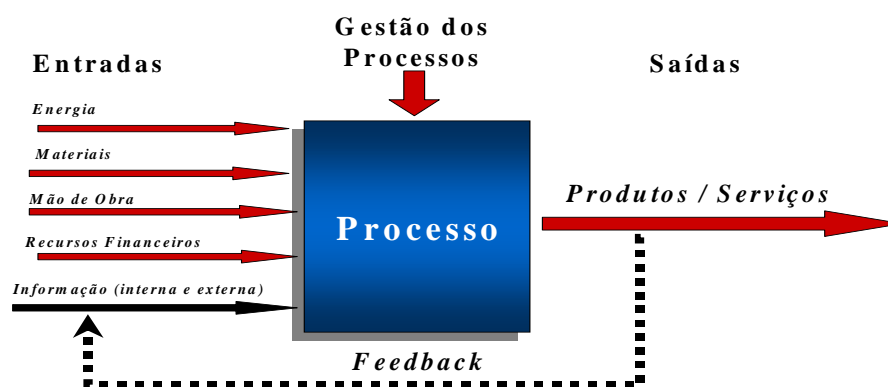 Gestão dos
Processos
Entradas
Saídas
Energia
Materiais
Mão de Obra
Recursos Financeiros
Informação (interna e externa)
Processo
Produtos / Serviços
Feedback